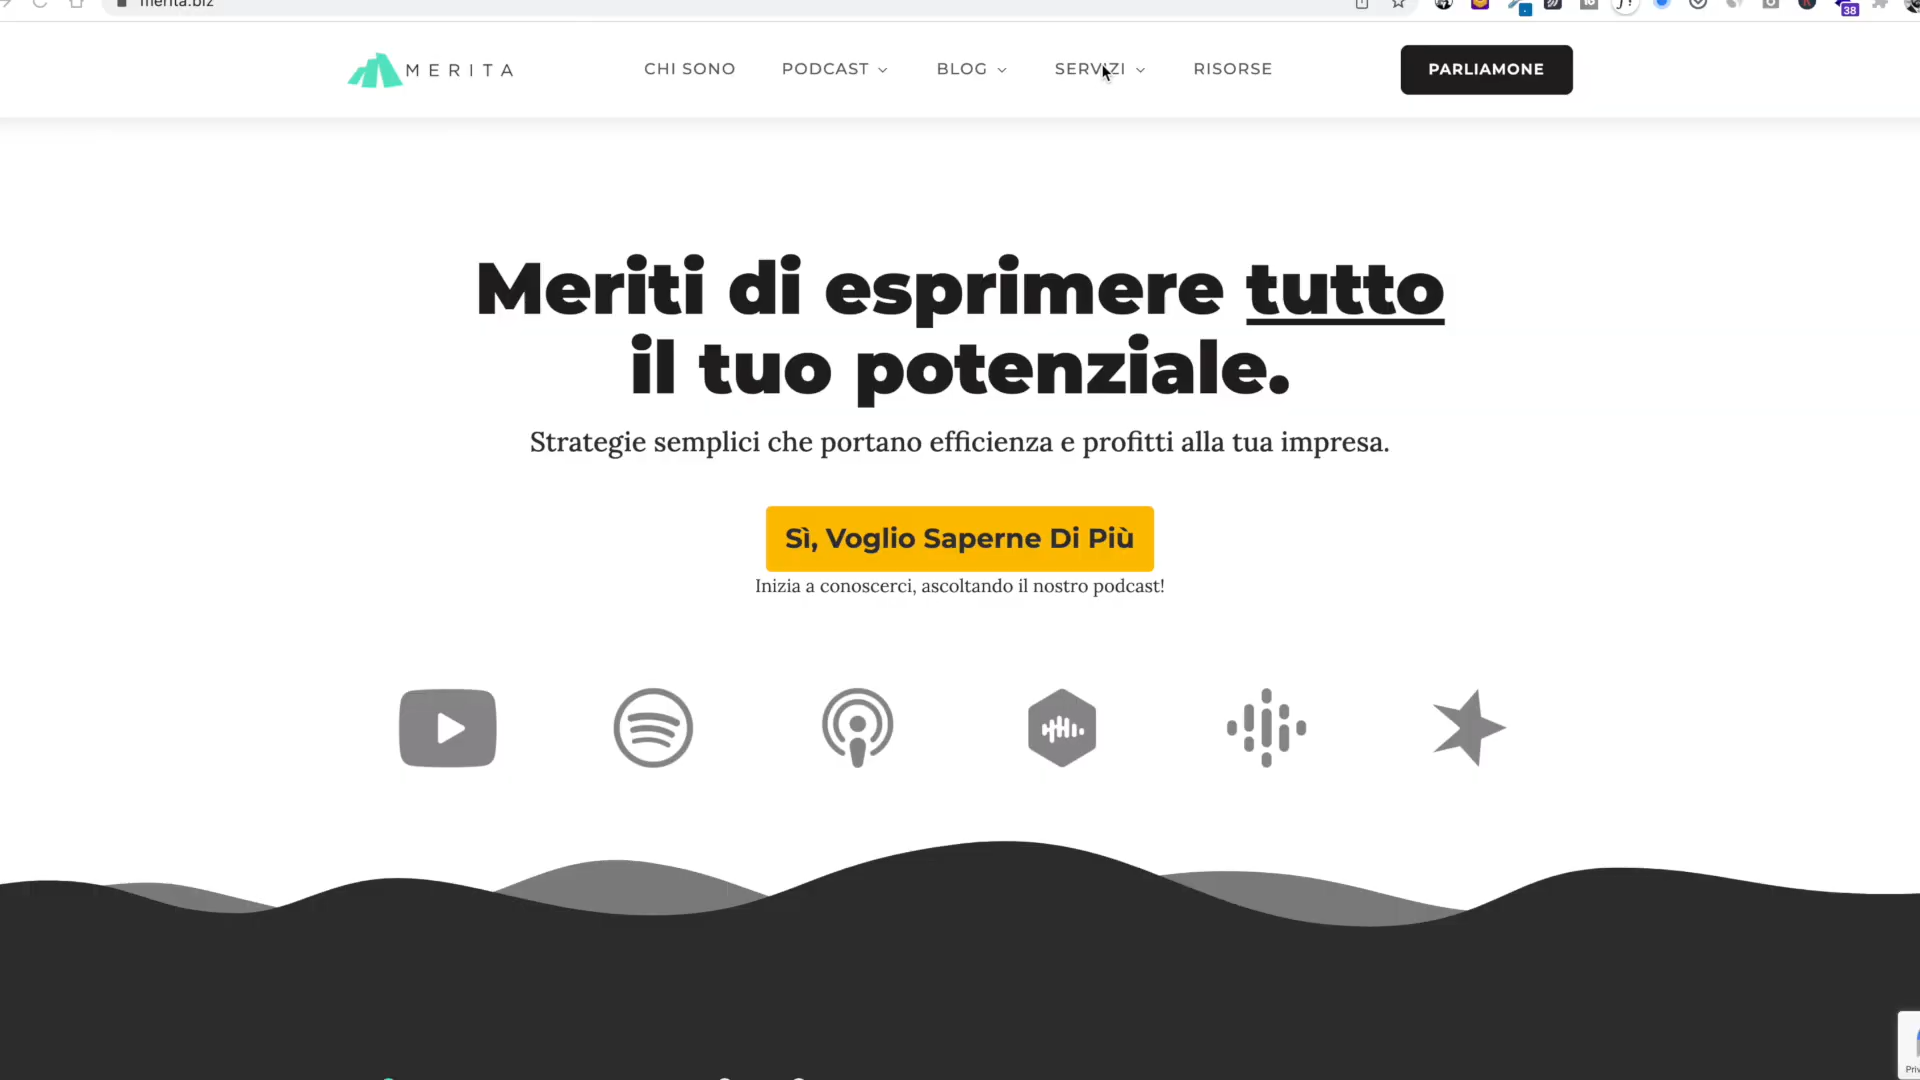 merita.biz
38
MERITA
CHI SONO
PODCAST
BLOG
SERVIZI
RISORSE
PARLIAMONE
Meriti di esprimere tutto
il tuo potenziale.
Strategie semplici che portano efficienza e profitti alla tua impresa.
Sì, Voglio Saperne Di Più
Inizia a conoscerci, ascoltando il nostro podcast!